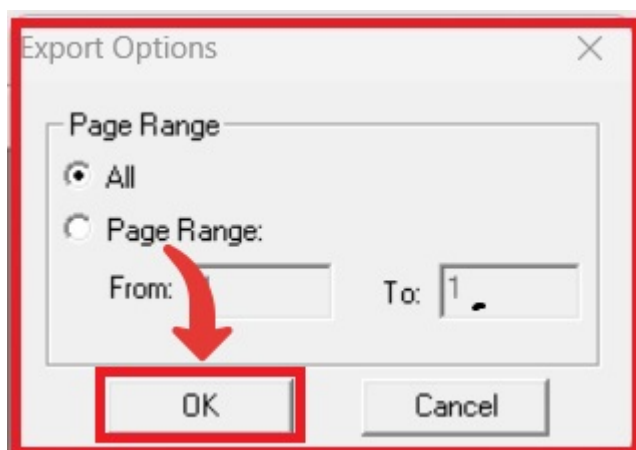 Export Options
Page Range
All
Page Range:
From: To: 1
OK Cancel